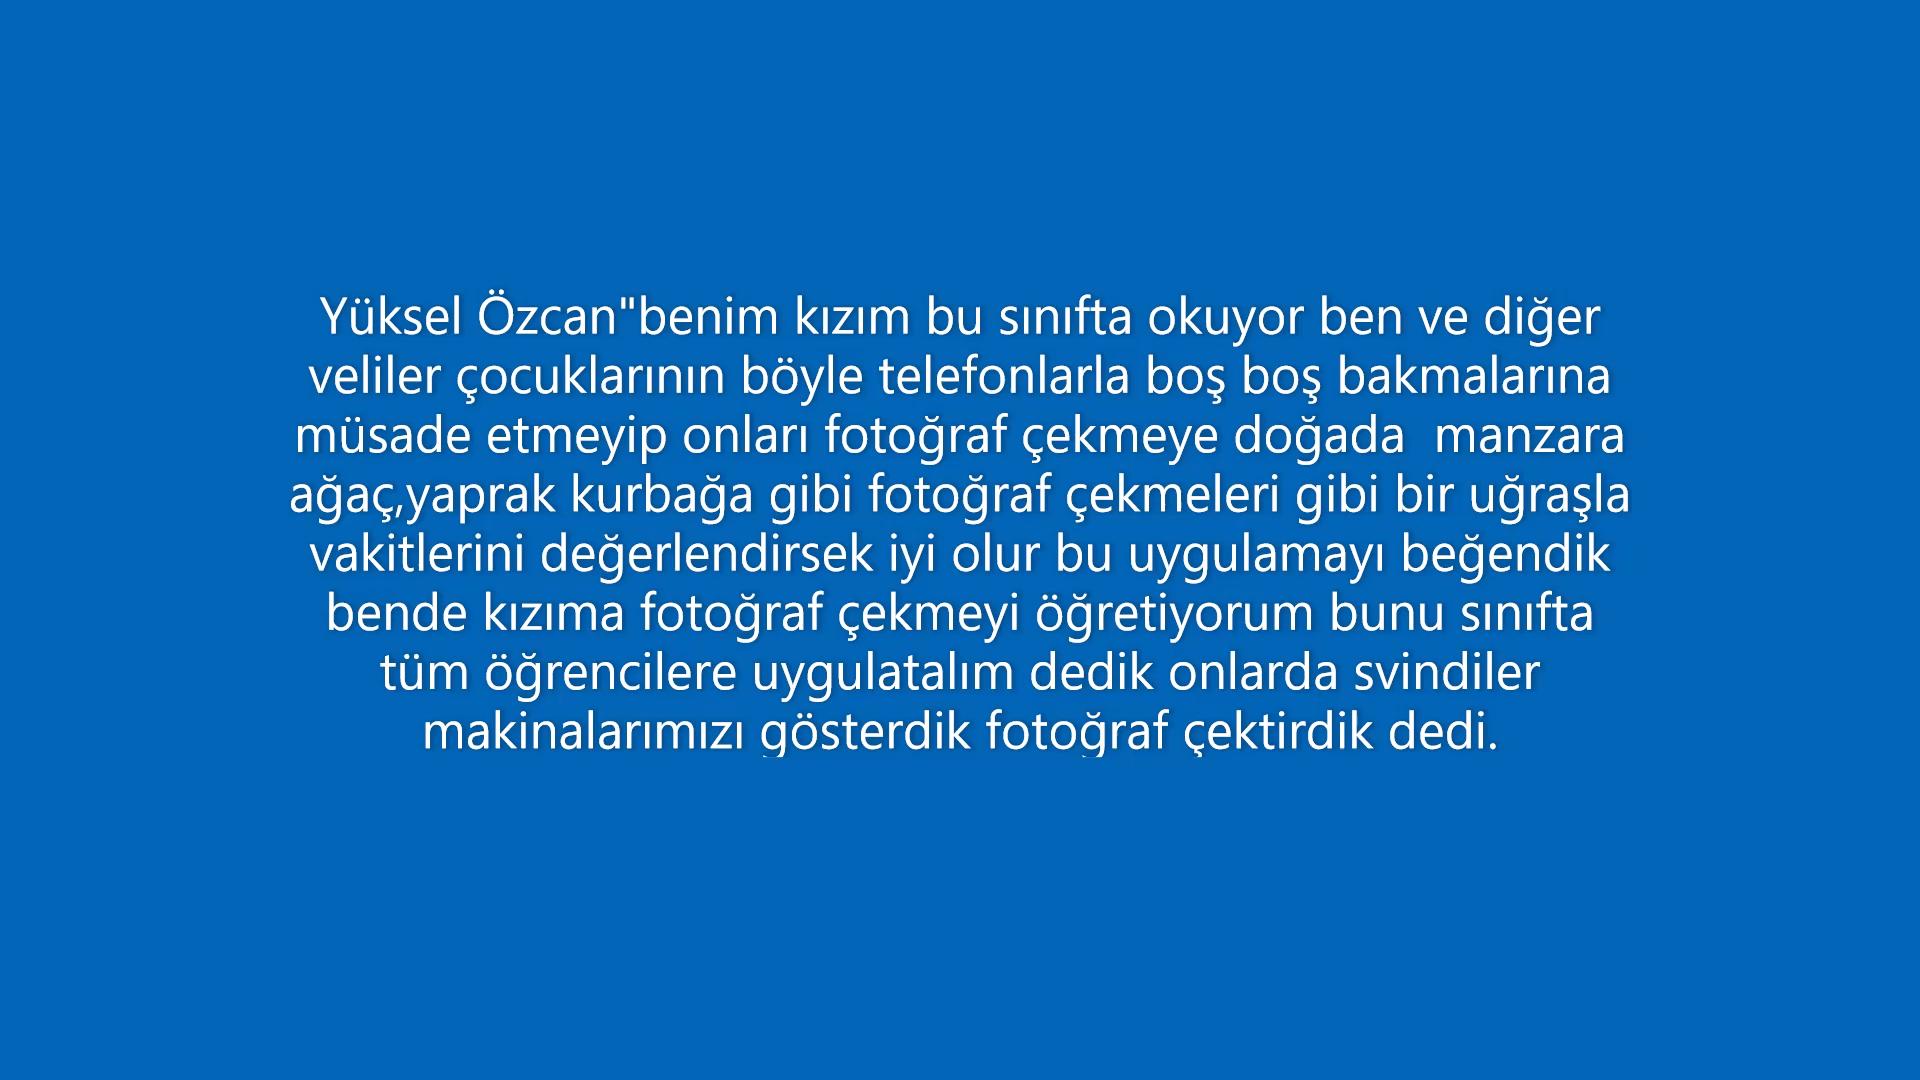 Yüksel Özcan"benim kızım bu sınıfta okuyor ben ve diğer
veliler çocuklarının böyle telefonlarla boş boş bakmalarına
müsade etmeyip onları fotoğraf çekmeye doğada  manzara
ağaç,yaprak kurbağa gibi fotoğraf çekmeleri gibi bir uğraşla
vakitlerini değerlendirsek iyi olur bu uygulamayı beğendik
bende kızıma fotoğraf çekmeyi öğretiyorum bunu sınıfta
tüm öğrencilere uygulatalım dedik onlarda svindiler
makinalarımızı gösterdik fotoğraf çektirdik dedi.